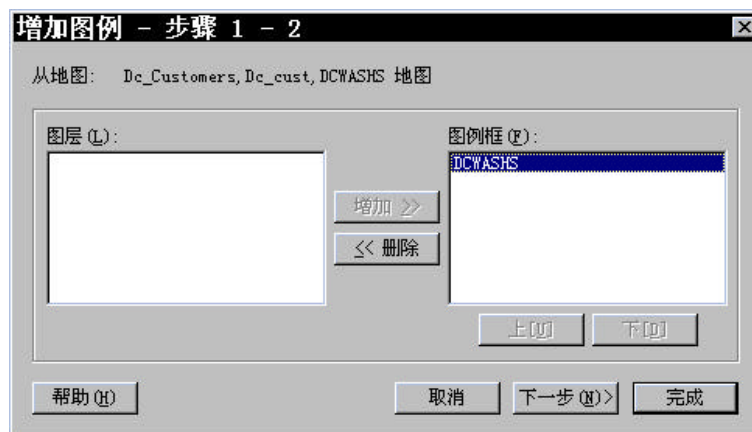 增加图例 - 步骤 1 - 2
从地图: Dc_Customers,Dc_cust,DCWASHS 地图
图层(L):
图例框(F):
DCWASHS
增加 >>
<< 删除
上[U]
下[D]
帮助(H)
取消
下一步(N)>
完成